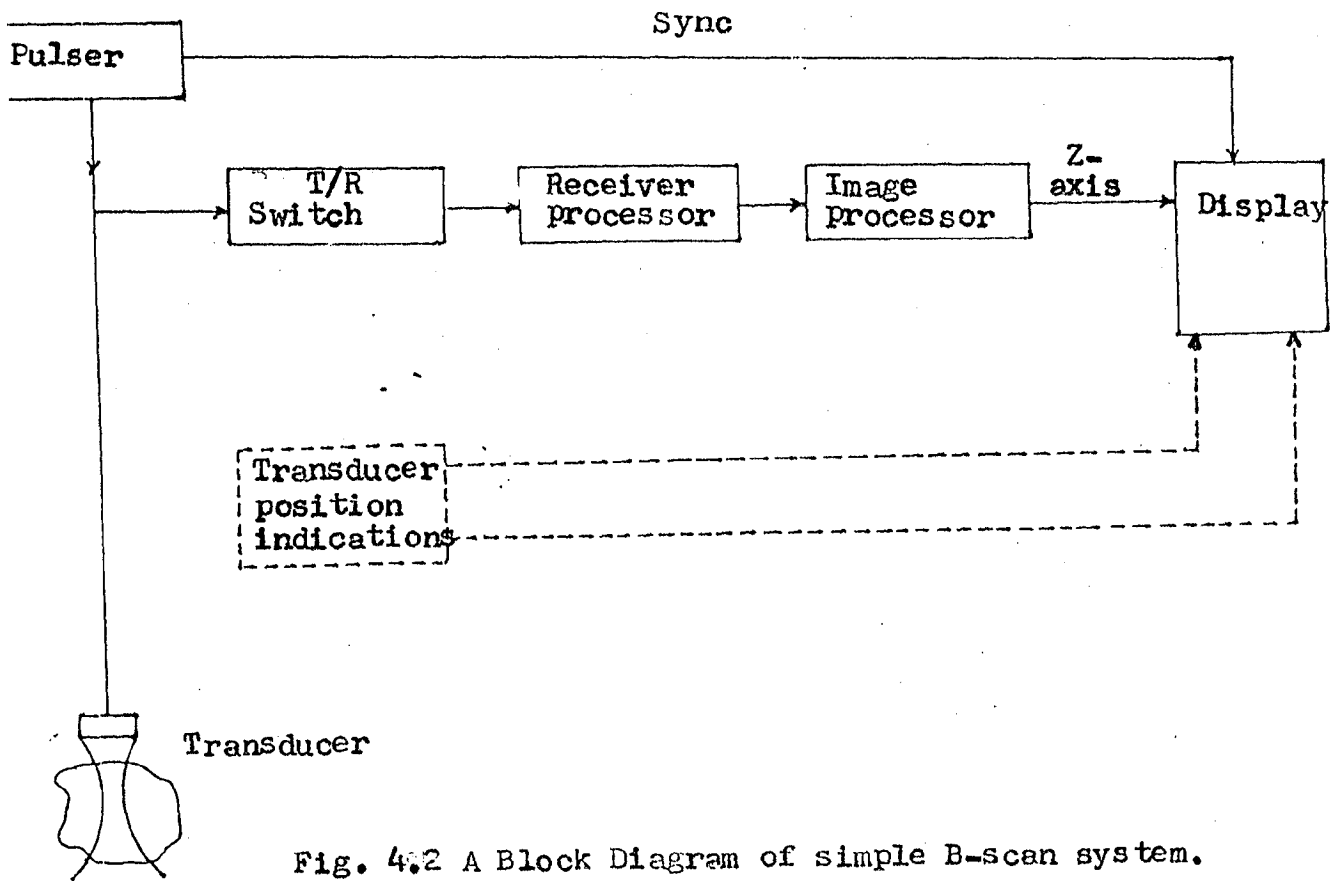 Sync
Pulser
T/R
Switch
Receiver
processor
Image
processor
Z-
axis
Display
Transducer
position
indications
Transducer
Fig. 4.2 A Block Diagram of simple B-scan system.